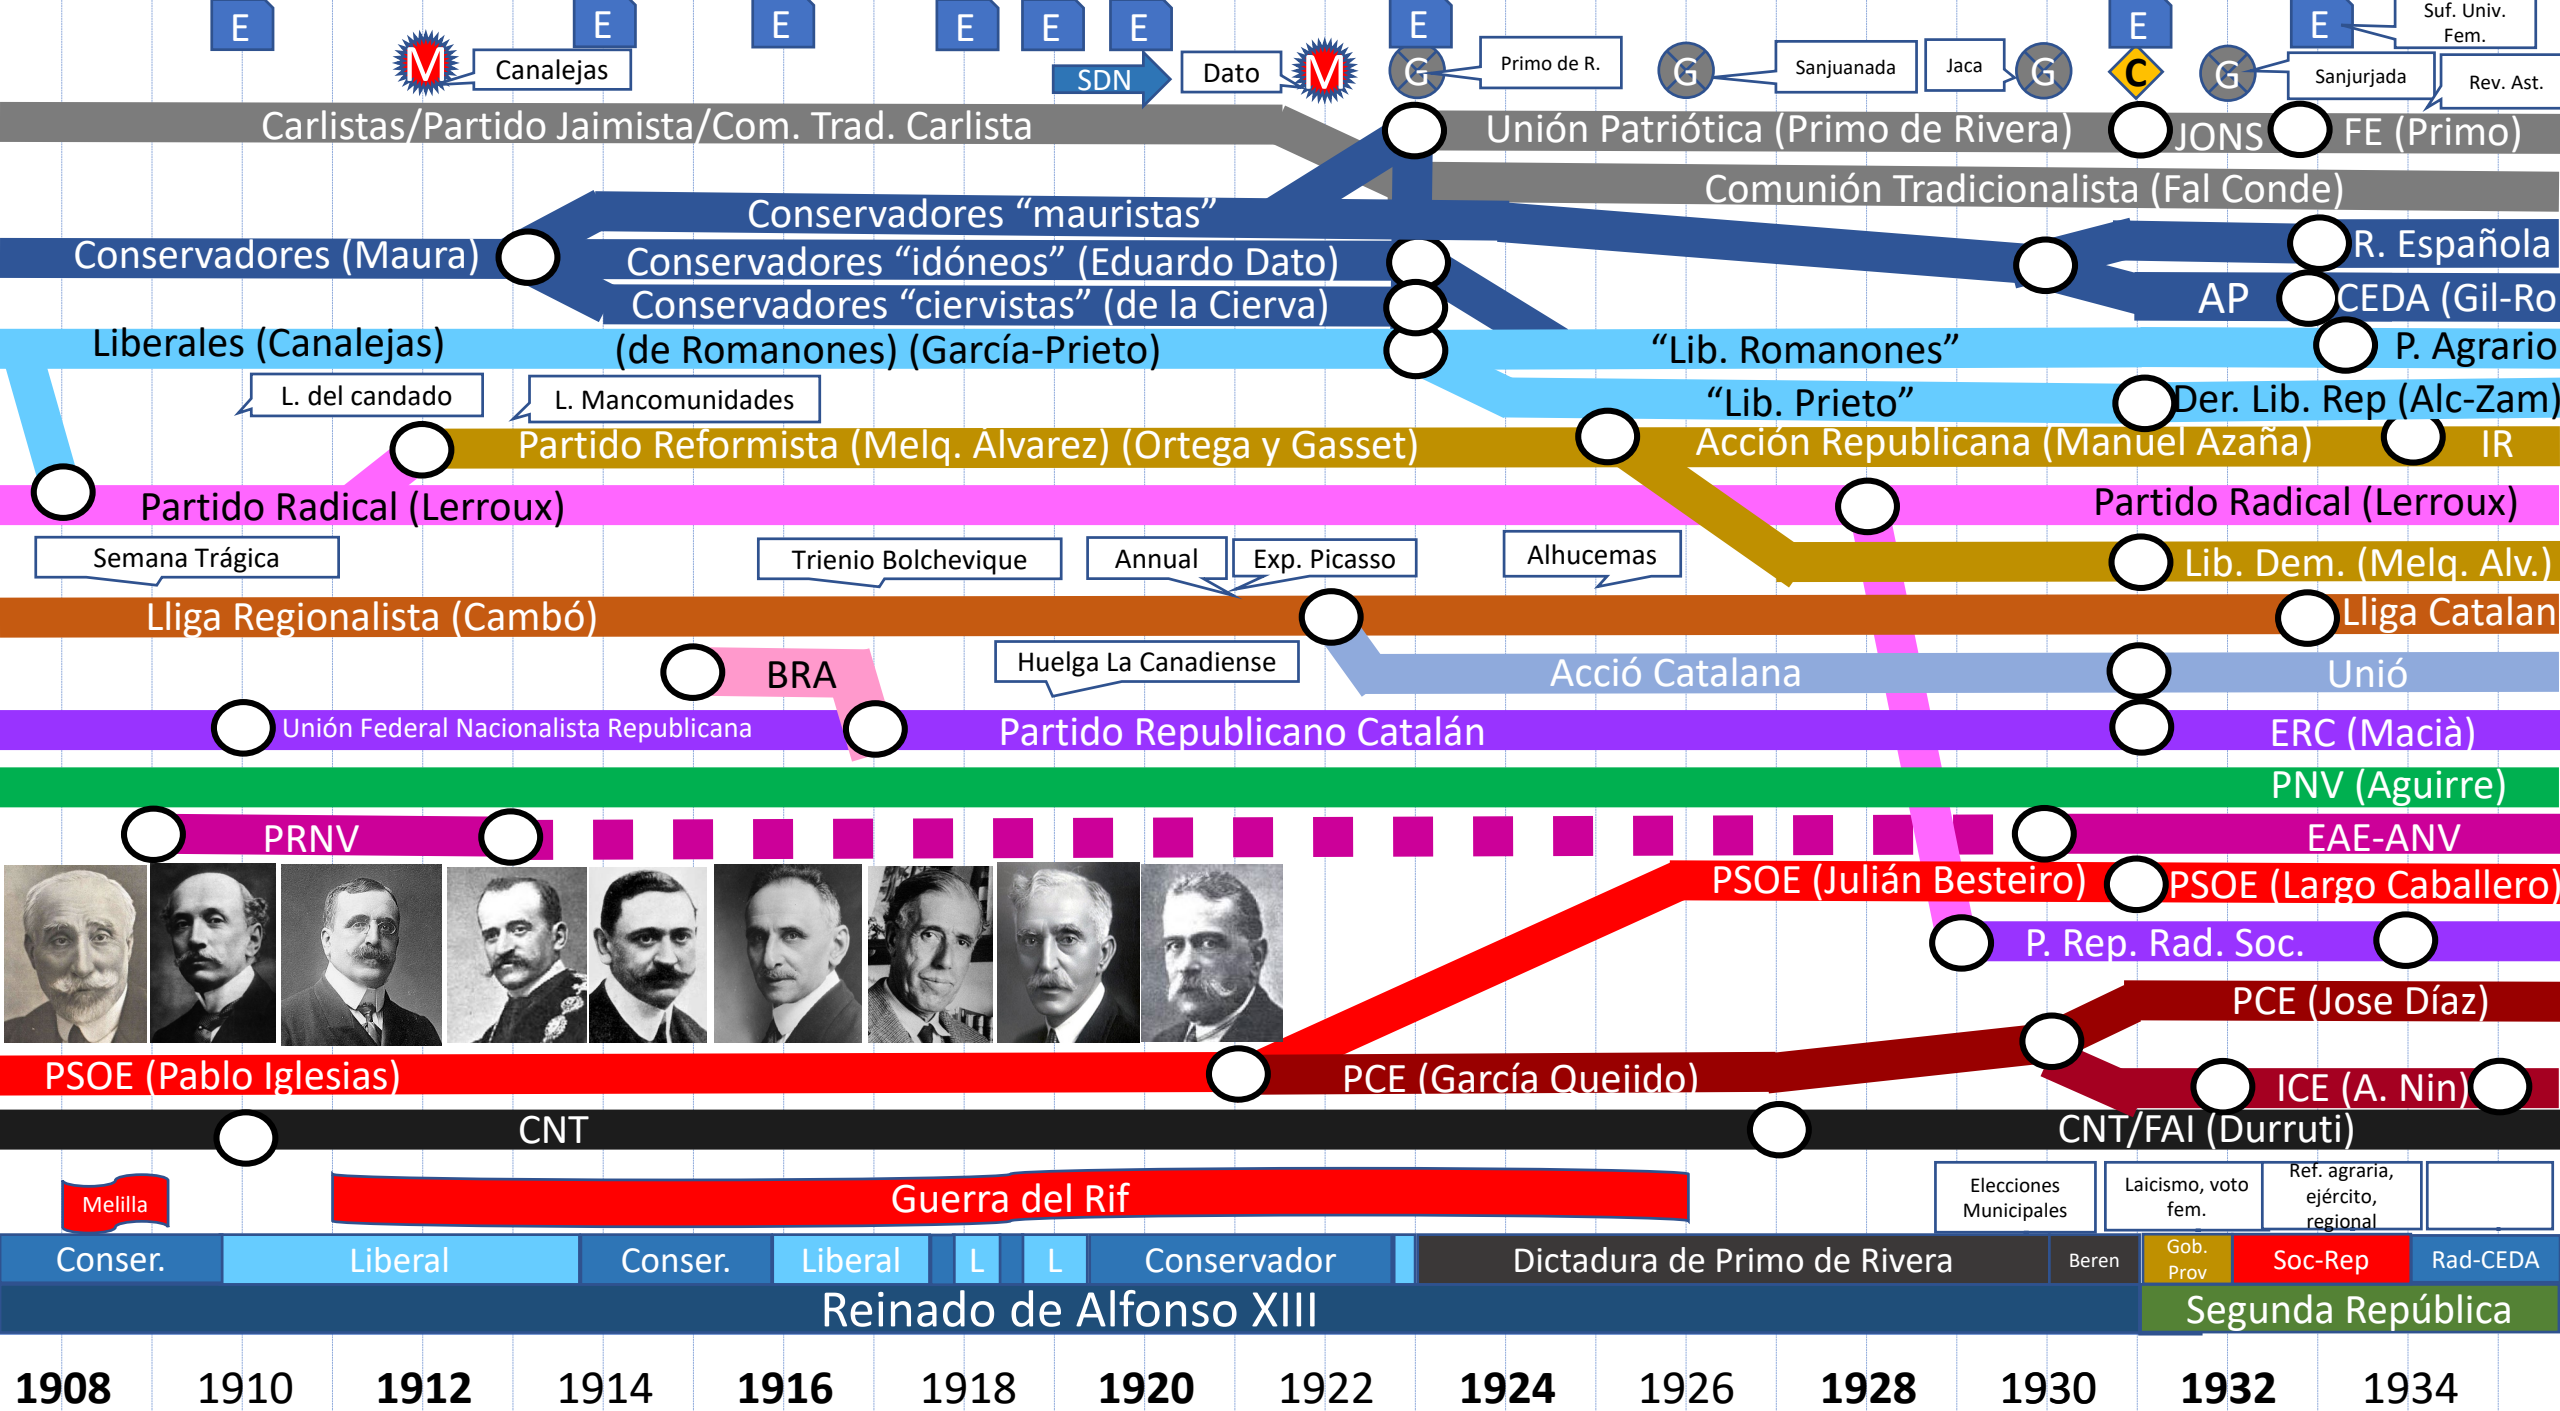 E E E E E E E E E
Suf. Univ.
Fem.
M Canalejas SDN Dato M G Primo de R. G Sanjuanada Jaca G C G Sanjurjada Rev. Ast.
Carlistas/Partido Jaimista/Com. Trad. Carlista Unión Patriótica (Primo de Rivera) JONS FE (Primo)
Comunión Tradicionalista (Fal Conde)
Conservadores “mauristas”
Conservadores (Maura) Conservadores “idóneos” (Eduardo Dato) R. Española
Conservadores “ciervistas” (de la Cierva) AP CEDA (Gil-Ro
Liberales (Canalejas) (de Romanones) (García-Prieto) “Lib. Romanones” P. Agrario
L. del candado L. Mancomunidades “Lib. Prieto” Der. Lib. Rep (Alc-Zam)
Partido Reformista (Melq. Álvarez) (Ortega y Gasset) Acción Republicana (Manuel Azaña) IR
Partido Radical (Lerroux) Partido Radical (Lerroux)
Semana Trágica Trienio Bolchevique Annual Exp. Picasso Alhucemas Lib. Dem. (Melq. Alv.)
Lliga Regionalista (Cambó) Lliga Catalan
BRA Huelga La Canadiense Acció Catalana Unió
Unión Federal Nacionalista Republicana Partido Republicano Catalán ERC (Macià)
PNV (Aguirre)
PRNV EAE-ANV
PSOE (Julián Besteiro) PSOE (Largo Caballero)
P. Rep. Rad. Soc.
PCE (Jose Díaz)
PSOE (Pablo Iglesias) PCE (García Quejido) ICE (A. Nin)
CNT CNT/FAI (Durruti)
Melilla Guerra del Rif
Elecciones
Municipales
Laicismo, voto
fem.
Ref. agraria,
ejército,
regional
Conser. Liberal Conser. Liberal L L Conservador Dictadura de Primo de Rivera Beren
Gob.
Prov
Soc-Rep Rad-CEDA
Reinado de Alfonso XIII Segunda República
1908 1910 1912 1914 1916 1918 1920 1922 1924 1926 1928 1930 1932 1934